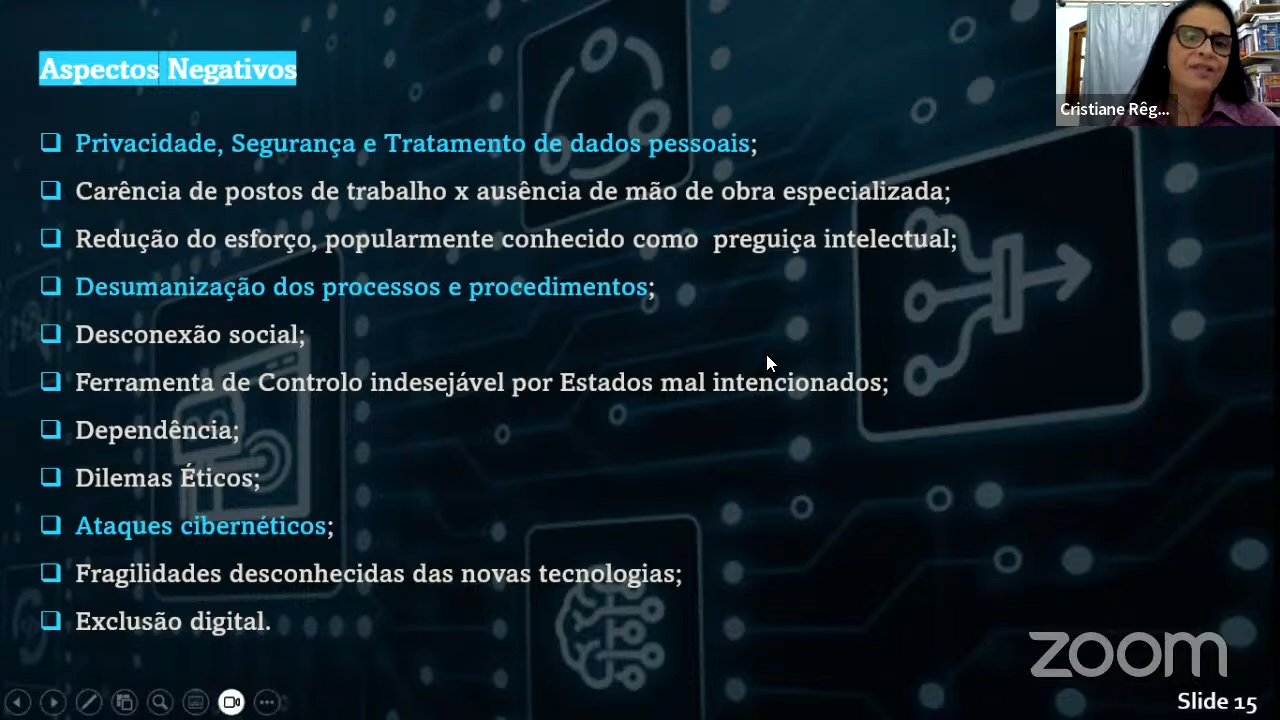 Aspectos Negativos
Cristiane Rêg...
Privacidade, Segurança e Tratamento de dados pessoais;
Carência de postos de trabalho x ausência de mão de obra especializada;
Redução do esforço, popularmente conhecido como preguiça intelectual;
Desumanização dos processos e procedimentos;
Desconexão social;
Ferramenta de Controlo indesejável por Estados mal intencionados;
Dependência;
Dilemas Éticos;
Ataques cibernéticos;
Fragilidades desconhecidas das novas tecnologias;
Exclusão digital.
zoom
Slide 15